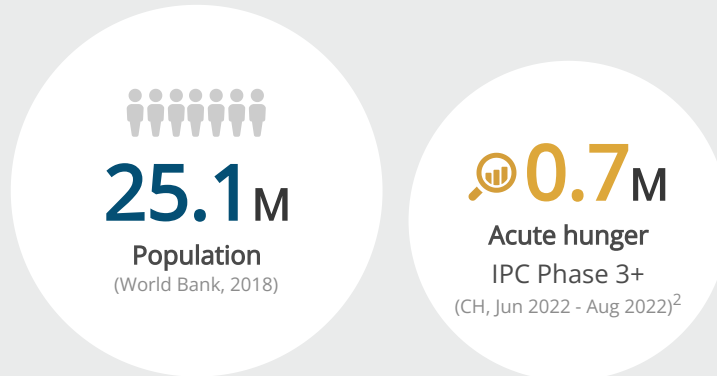 25.1M
Population
(World Bank, 2018)
0.7M
Acute hunger
IPC Phase 3+
(CH, Jun 2022 - Aug 2022)2